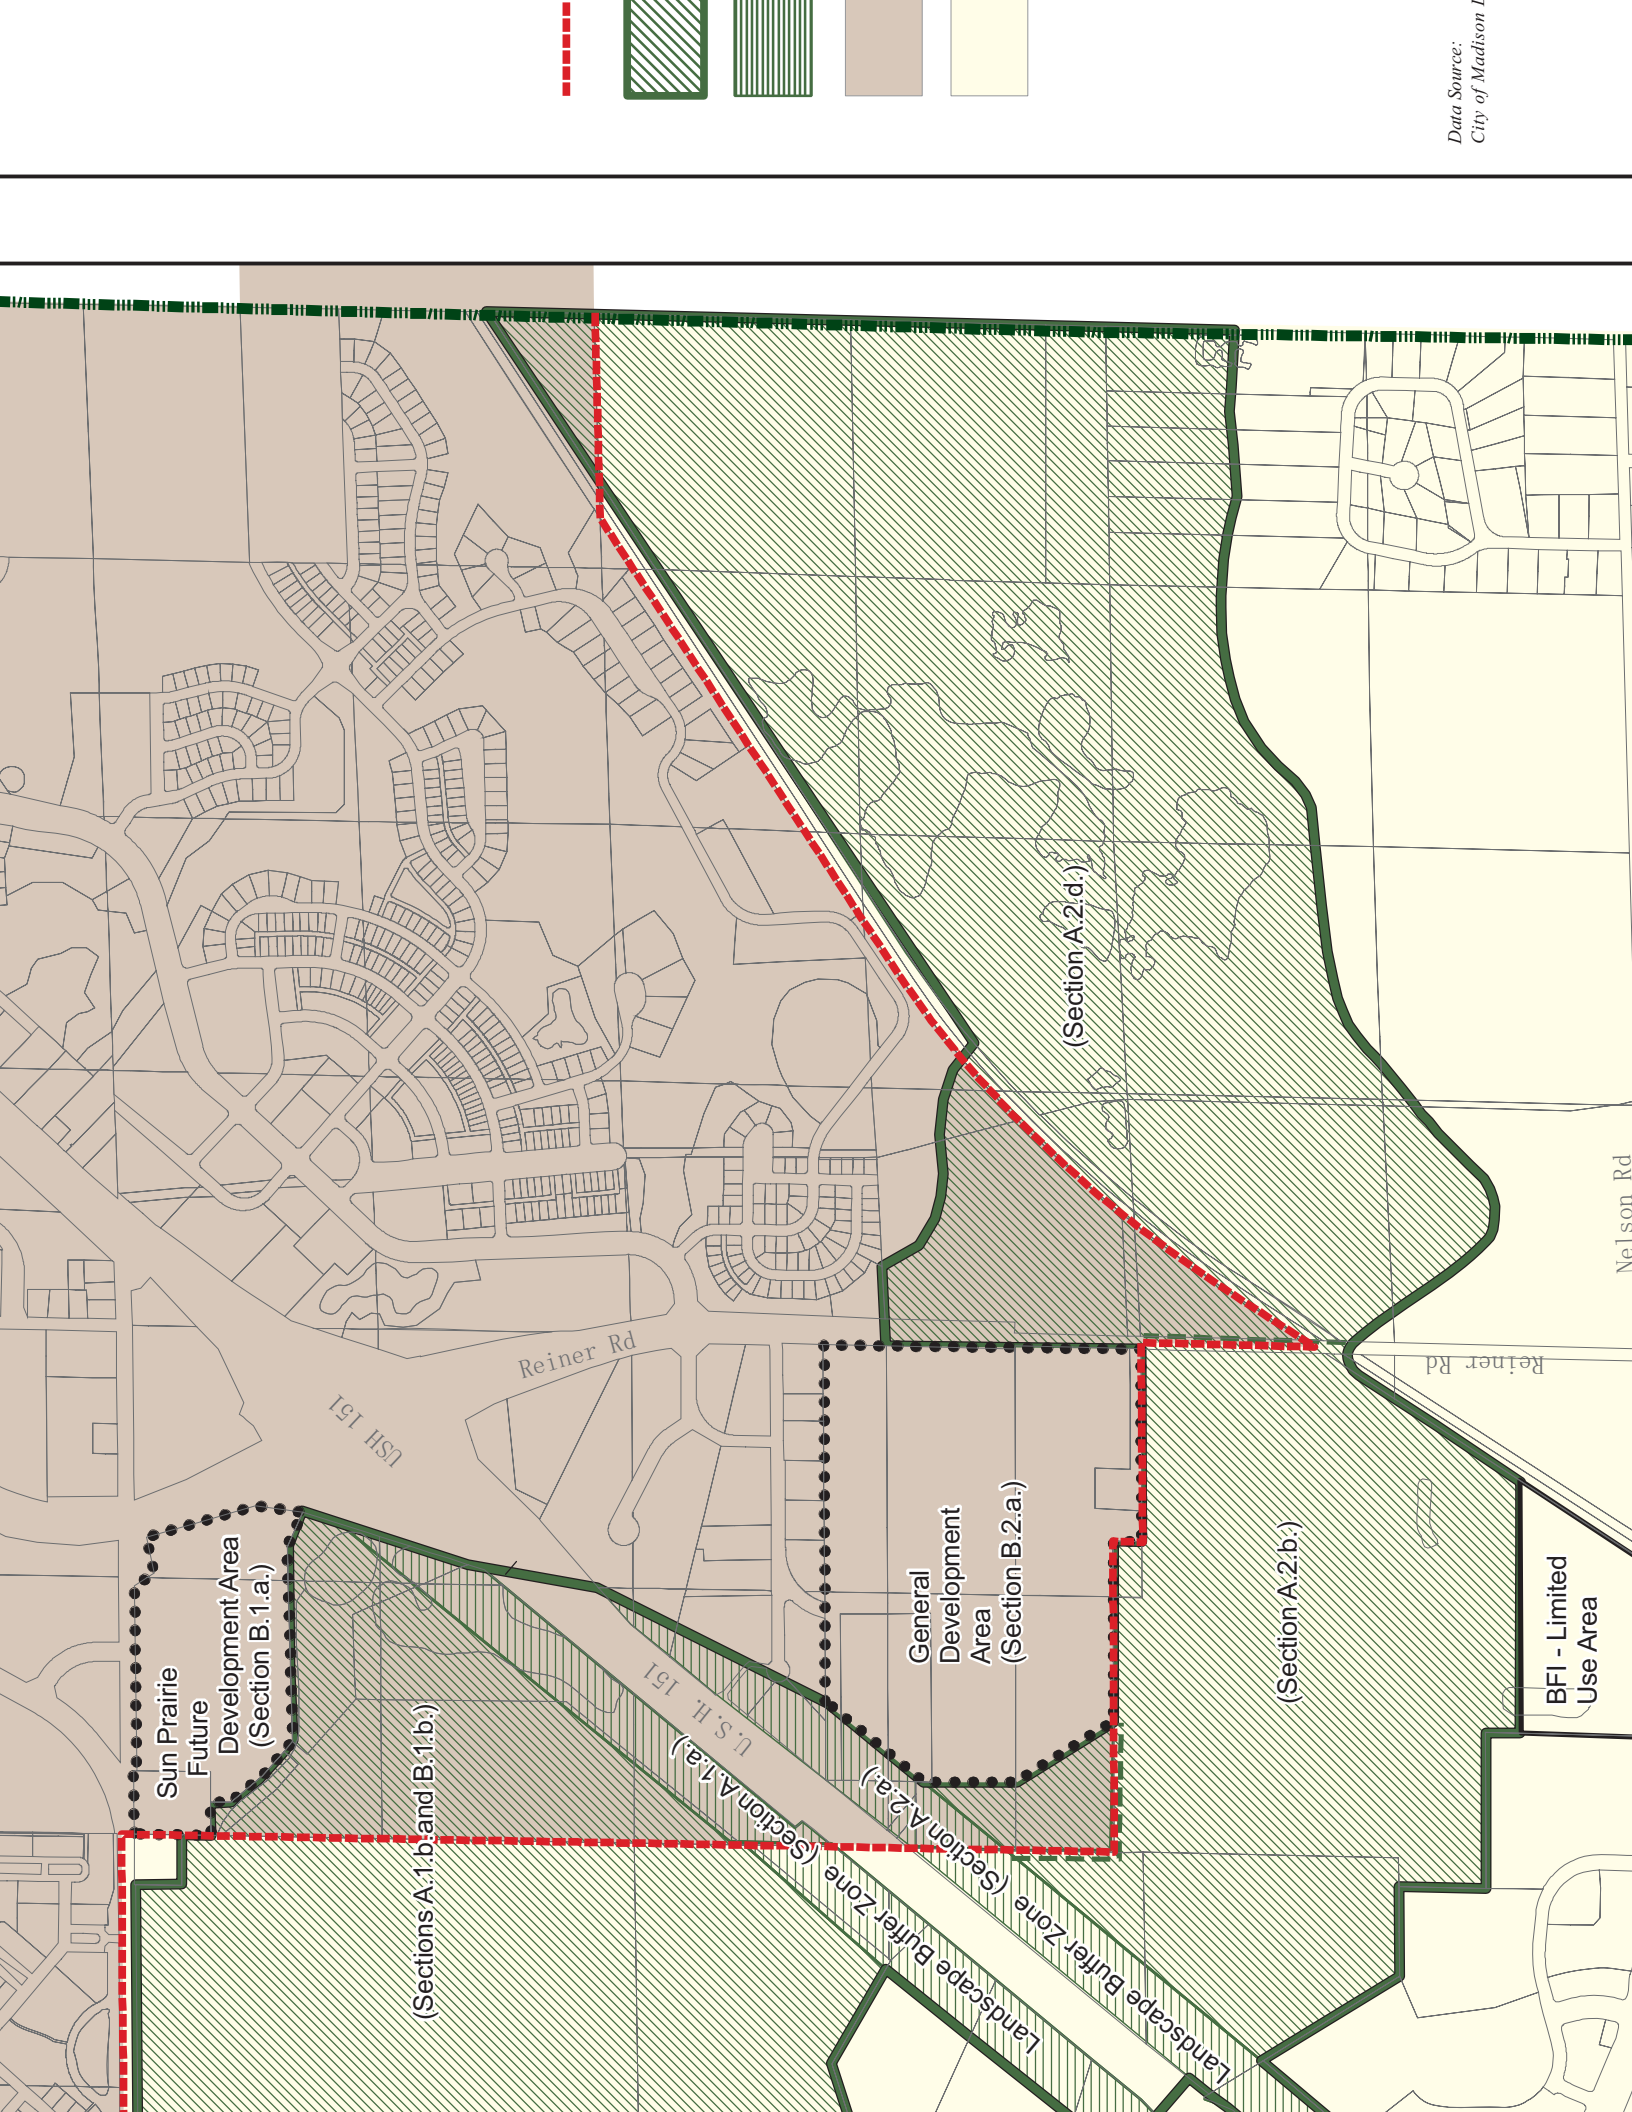 Data Source:
City of Madison
Reiner Rd
USH 151
Sun Prairie
Future
Development Area
(Section B.1.a.)
(Sections A.1.b. and B.1.b.)
U.S.H. 151
Landscape Buffer Zone (Section A.1.a.)
Landscape Buffer Zone (Section A.2.a.)
General
Development
Area
(Section B.2.a.)
(Section A.2.d.)
(Section A.2.b.)
Reiner Rd
Nelson Rd
BFI - Limited
Use Area